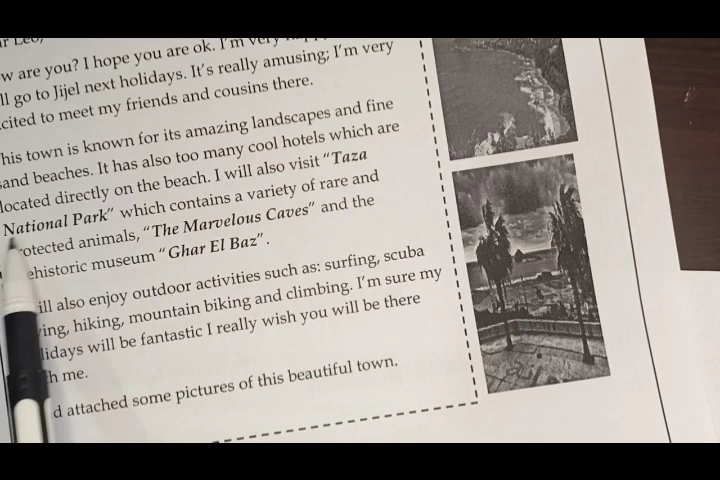 r Leo,
w are you? I hope you are ok. I'm very
ll go to Jijel next holidays. It's really amusing; I'm very
cited to meet my friends and cousins there.
his town is known for its amazing landscapes and fine
sand beaches. It has also too many cool hotels which are
located directly on the beach. I will also visit "Taza
National Park" which contains a variety of rare and
rotected animals, "The Marvelous Caves" and the
ehistoric museum "Ghar El Baz".
ill also enjoy outdoor activities such as: surfing, scuba
ing, hiking, mountain biking and climbing. I'm sure my
lidays will be fantastic I really wish you will be there
h me.
d attached some pictures of this beautiful town.